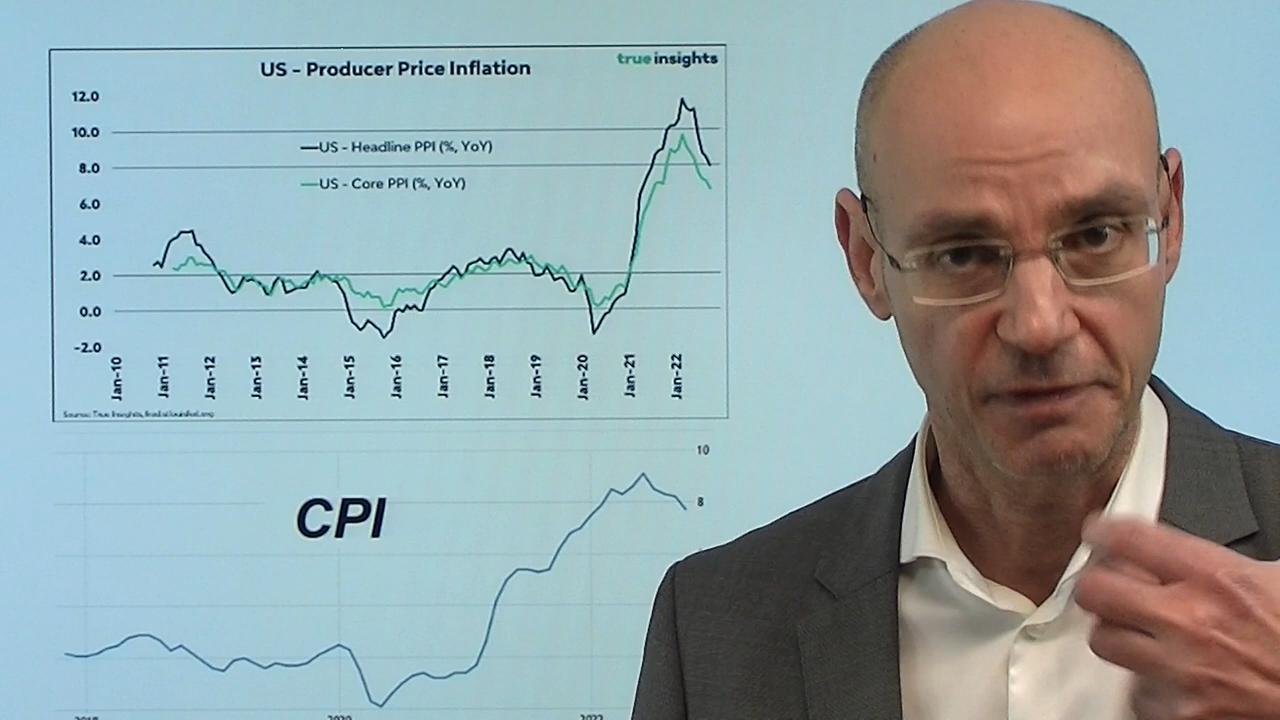 US - Producer Price Inflation
true insights
12.0
10.0
8.0
6.0
4.0
2.0
0.0
-2.0
US - Headline PPI (%, YoY)
US - Core PPI (%, YoY)
Jan-10 Jan-11 Jan-12 Jan-13 Jan-14 Jan-15 Jan-16 Jan-17 Jan-18 Jan-19 Jan-20 Jan-21 Jan-22
Source: True Insights,
10
CPI
8